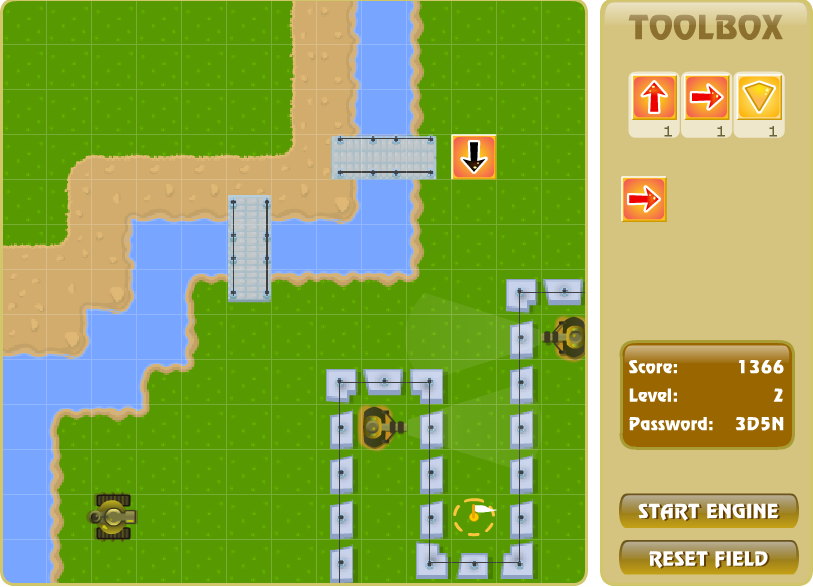 TOOLBOX
1 1 1
Score: 1366
Level: 2
Password: 3D5N
START ENGINE
RESET FIELD